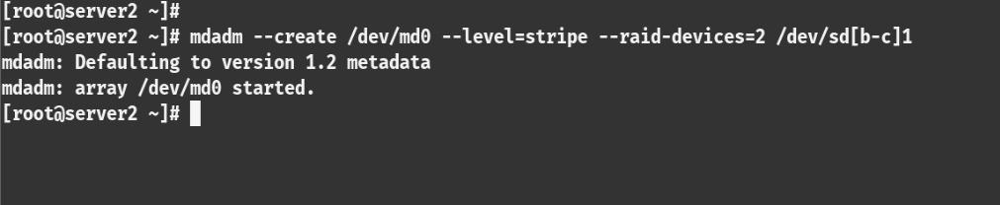 [root@server2 ~]#
[root@server2 ~]# mdadm --create /dev/md0 --level=stripe --raid-devices=2 /dev/sd[b-c]1
mdadm: Defaulting to version 1.2 metadata
mdadm: array /dev/md0 started.
[root@server2 ~]#